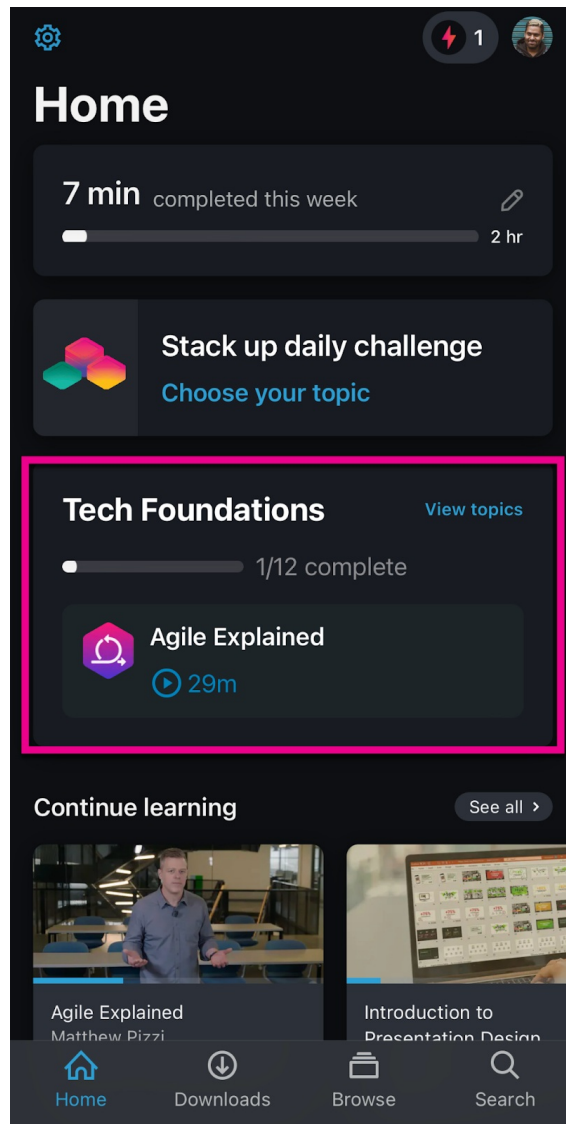 1
Home
7 min completed this week
2 hr
Stack up daily challenge
Choose your topic
Tech Foundations
View topics
1/12 complete
Agile Explained
29m
Continue learning
See all >
Agile Explained
Matthew Pizzi
Introduction to
Presentation Design
Home
Downloads
Browse
Search